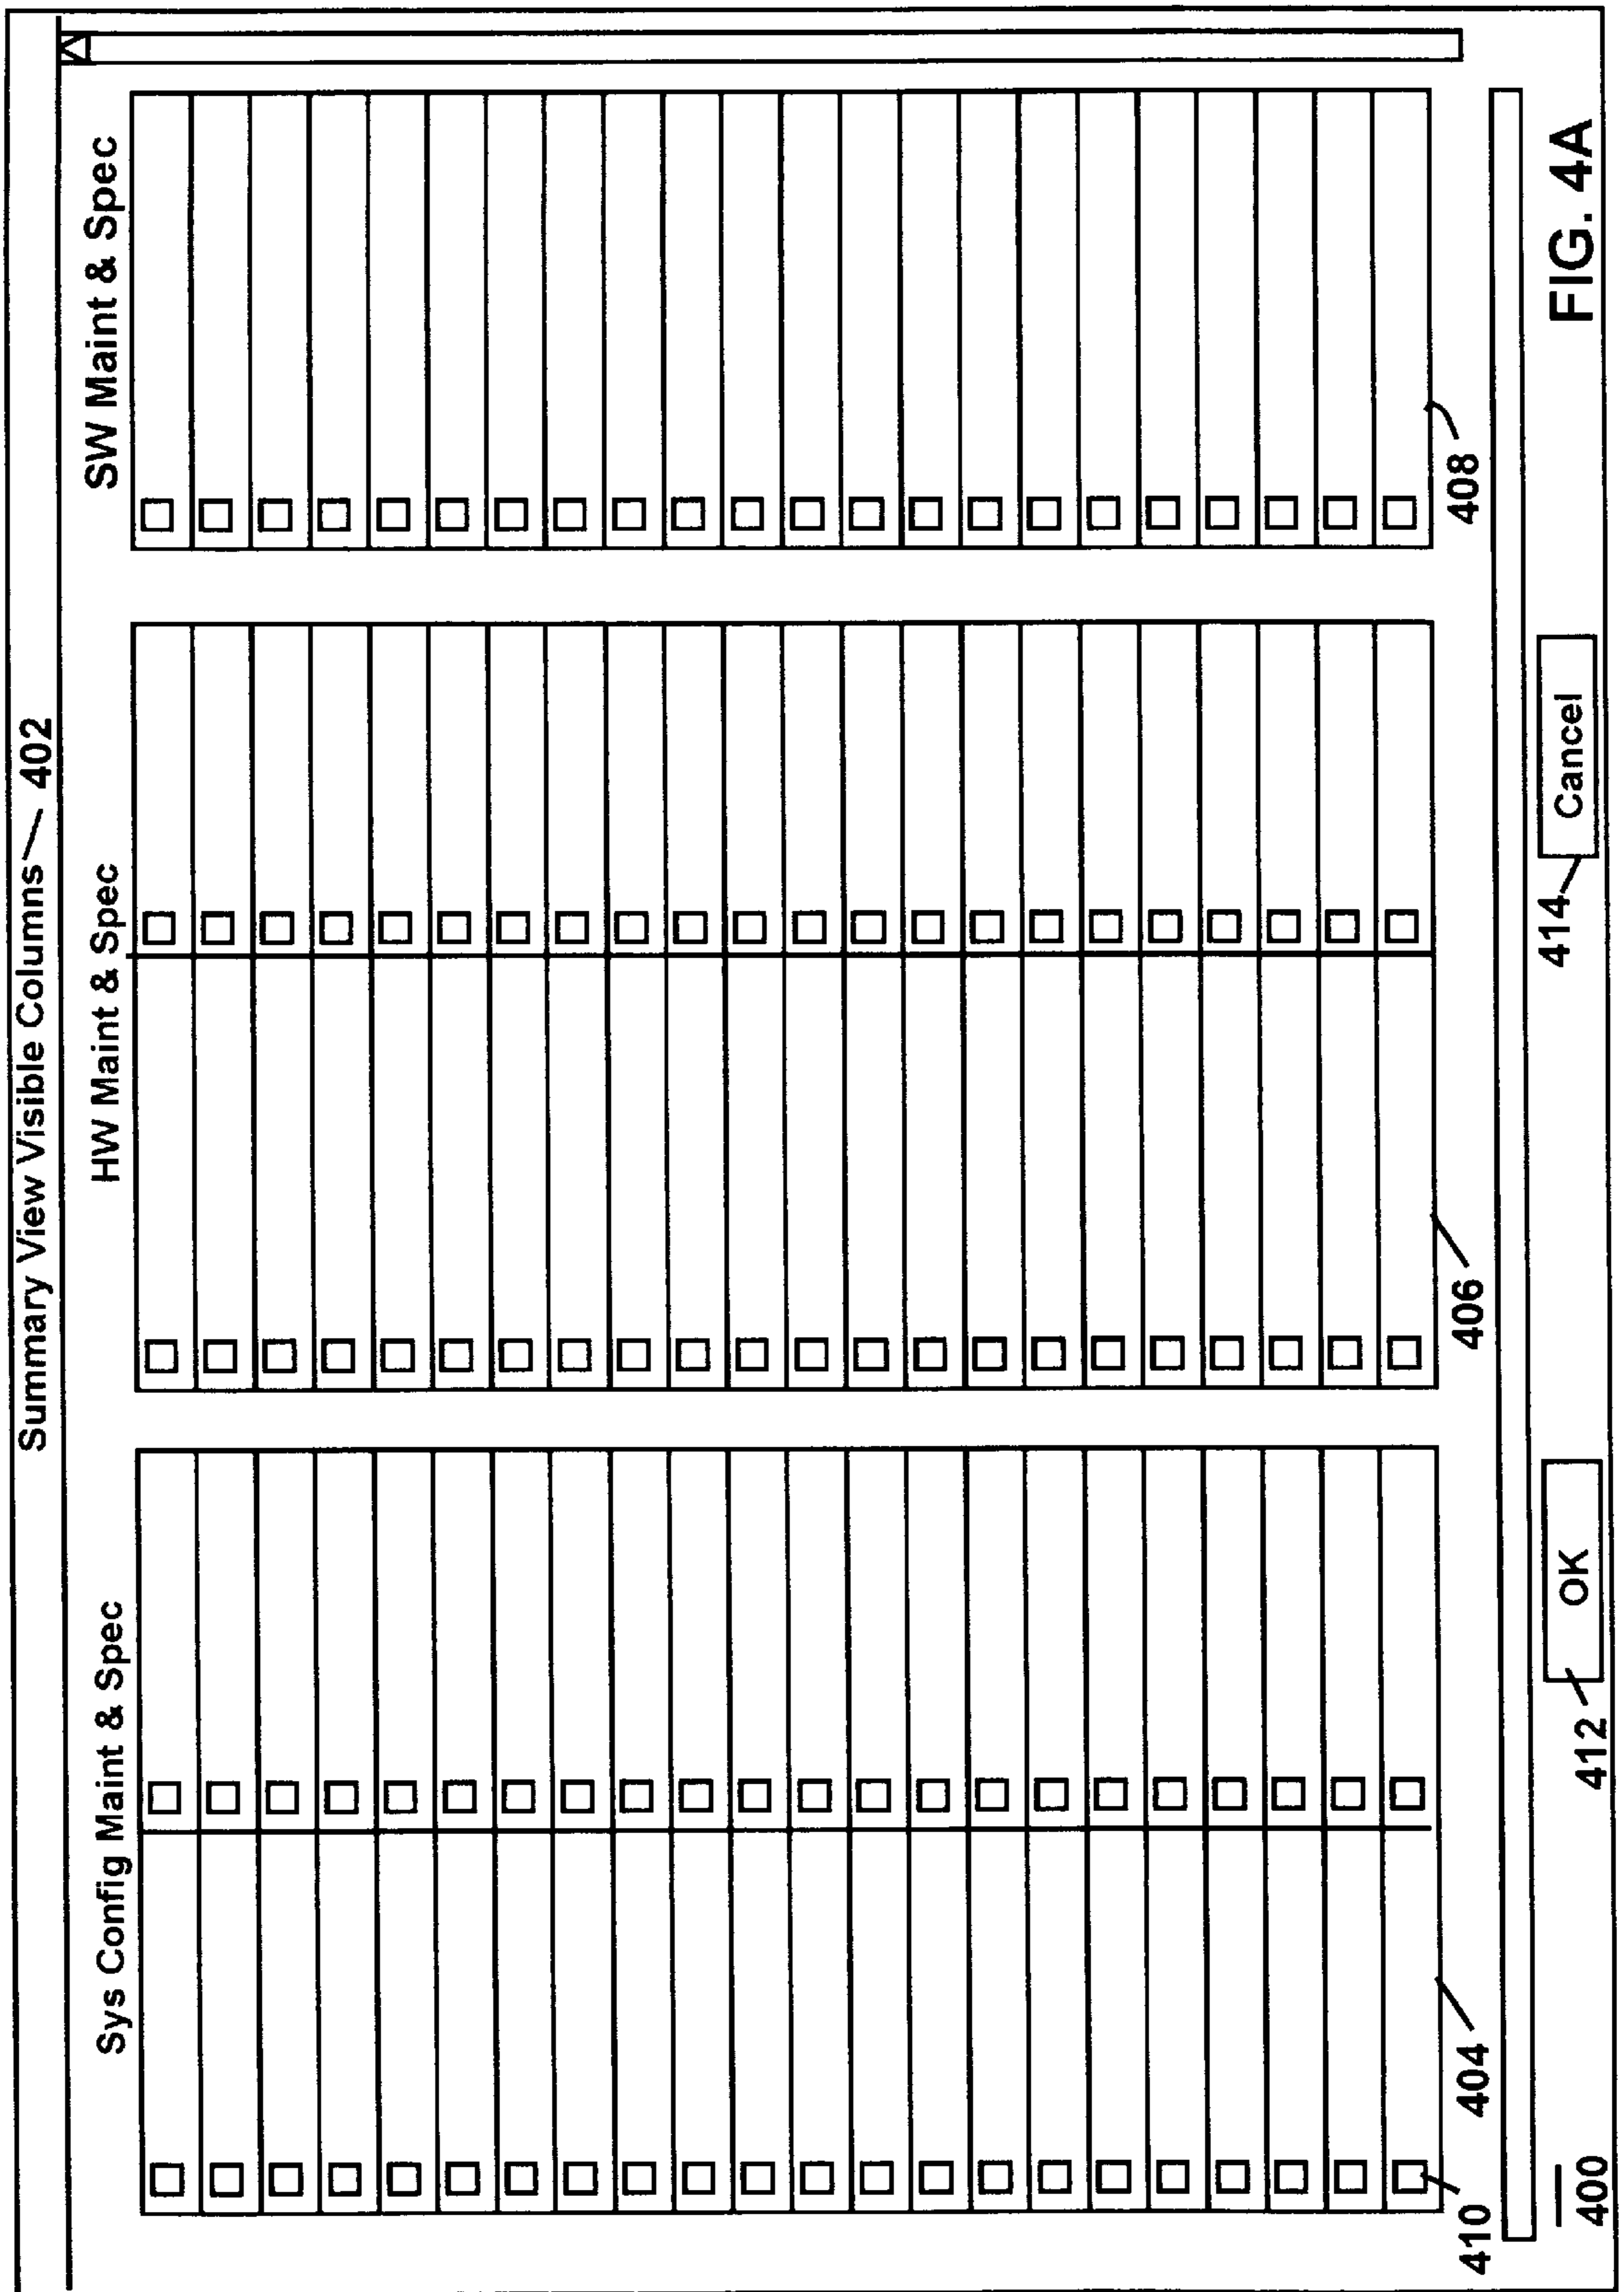 Summary View Visible Columns 402
Sys Config Maint & Spec
HW Maint & Spec
SW Maint & Spec
410
404
406
408
400
412
OK
414
Cancel
FIG. 4A